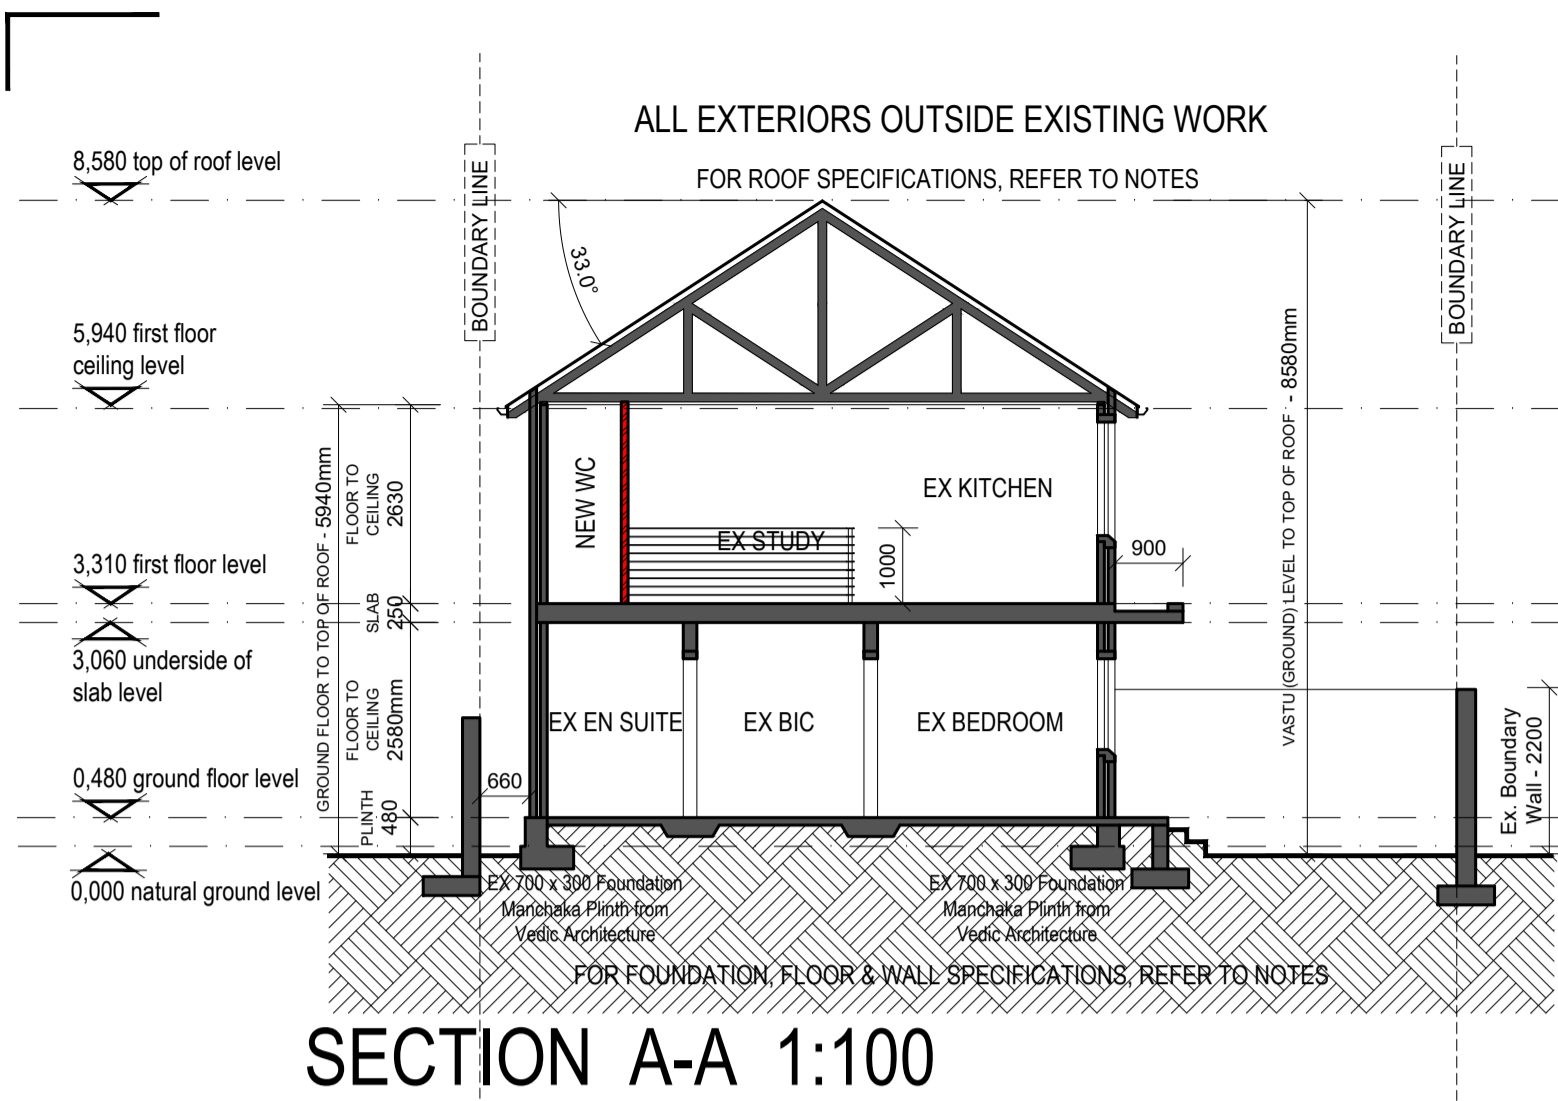 ALL EXTERIORS OUTSIDE EXISTING WORK
FOR ROOF SPECIFICATIONS, REFER TO NOTES
8,580 top of roof level
BOUNDARY LINE
BOUNDARY LINE
33.0°
5,940 first floor
ceiling level
GROUND FLOOR TO TOP OF ROOF - 5940mm
FLOOR TO
CEILING
2630
NEW WC
EX KITCHEN
EX STUDY
1000
900
VASTU (GROUND) LEVEL TO TOP OF ROOF - 8580mm
3,310 first floor level
SLAB
250
3,060 underside of
slab level
FLOOR TO
CEILING
2580mm
EX EN SUITE
EX BIC
EX BEDROOM
Ex. Boundary
Wall - 2200
0,480 ground floor level
660
PLINTH
480
0,000 natural ground level
EX 700 x 300 Foundation
Manchaka Plinth from
Vedic Architecture
EX 700 x 300 Foundation
Manchaka Plinth from
Vedic Architecture
FOR FOUNDATION, FLOOR & WALL SPECIFICATIONS, REFER TO NOTES
SECTION A-A 1:100